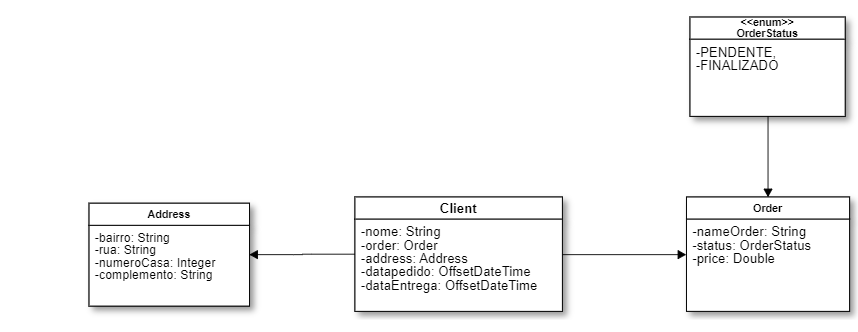 <<enum>>
OrderStatus
-PENDENTE,
-FINALIZADO
Address
-bairro: String
-rua: String
-numeroCasa: Integer
-complemento: String
Client
-nome: String
-order: Order
-address: Address
-datapedido: OffsetDateTime
-dataEntrega: OffsetDateTime
Order
-nameOrder: String
-status: OrderStatus
-price: Double